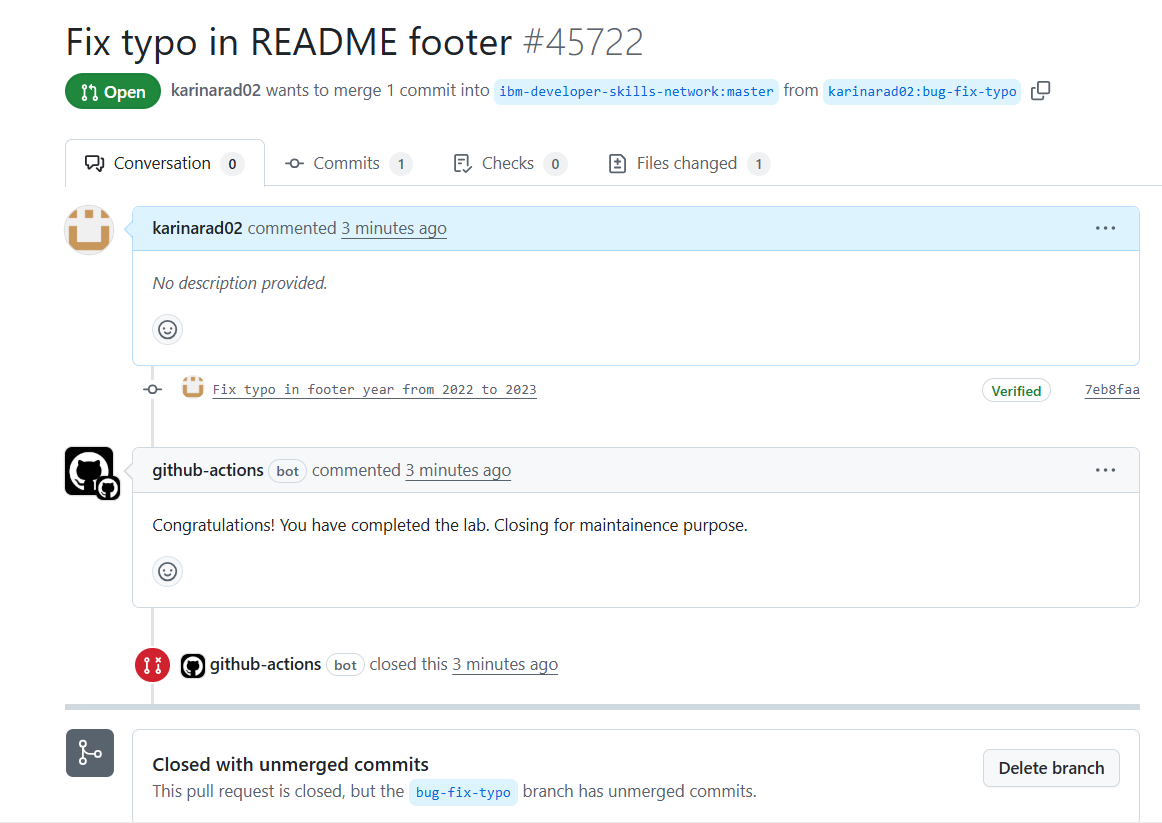 Fix typo in README footer #45722
Open karinarad02 wants to merge 1 commit into ibm-developer-skills-network:master from karinarad02:bug-fix-typo
Conversation 0 Commits 1 Checks 0 Files changed 1
karinarad02 commented 3 minutes ago
No description provided.
Fix typo in footer year from 2022 to 2023 Verified 7eb8faa
github-actions bot commented 3 minutes ago
Congratulations! You have completed the lab. Closing for maintainence purpose.
github-actions bot closed this 3 minutes ago
Closed with unmerged commits
Delete branch
This pull request is closed, but the bug-fix-typo branch has unmerged commits.